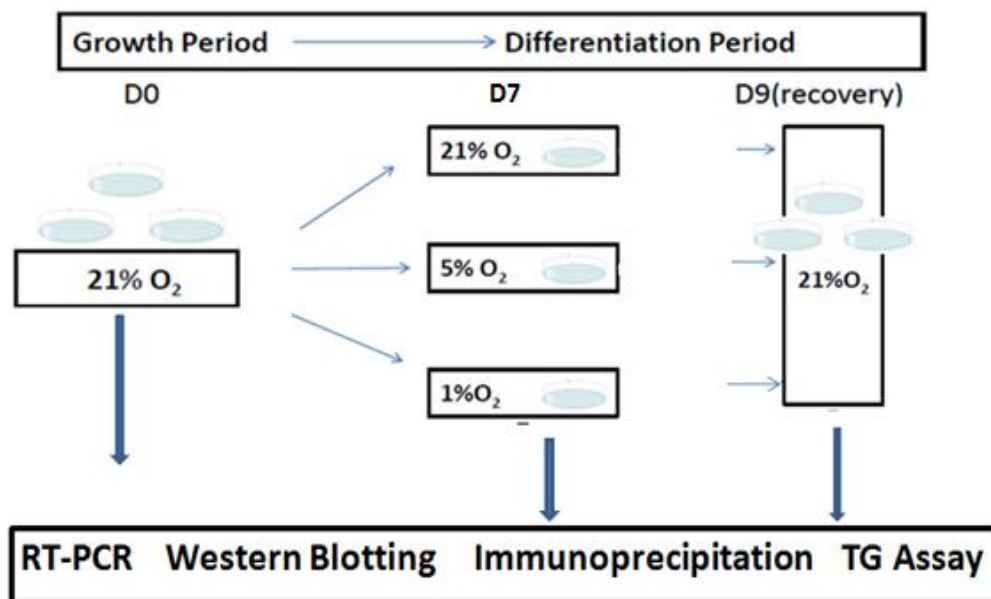 Growth Period Differentiation Period
D0 D7 D9(recovery)
21% O₂
21% O₂
5% O₂
1%O₂
21%O₂
RT-PCR Western Blotting Immunoprecipitation TG Assay